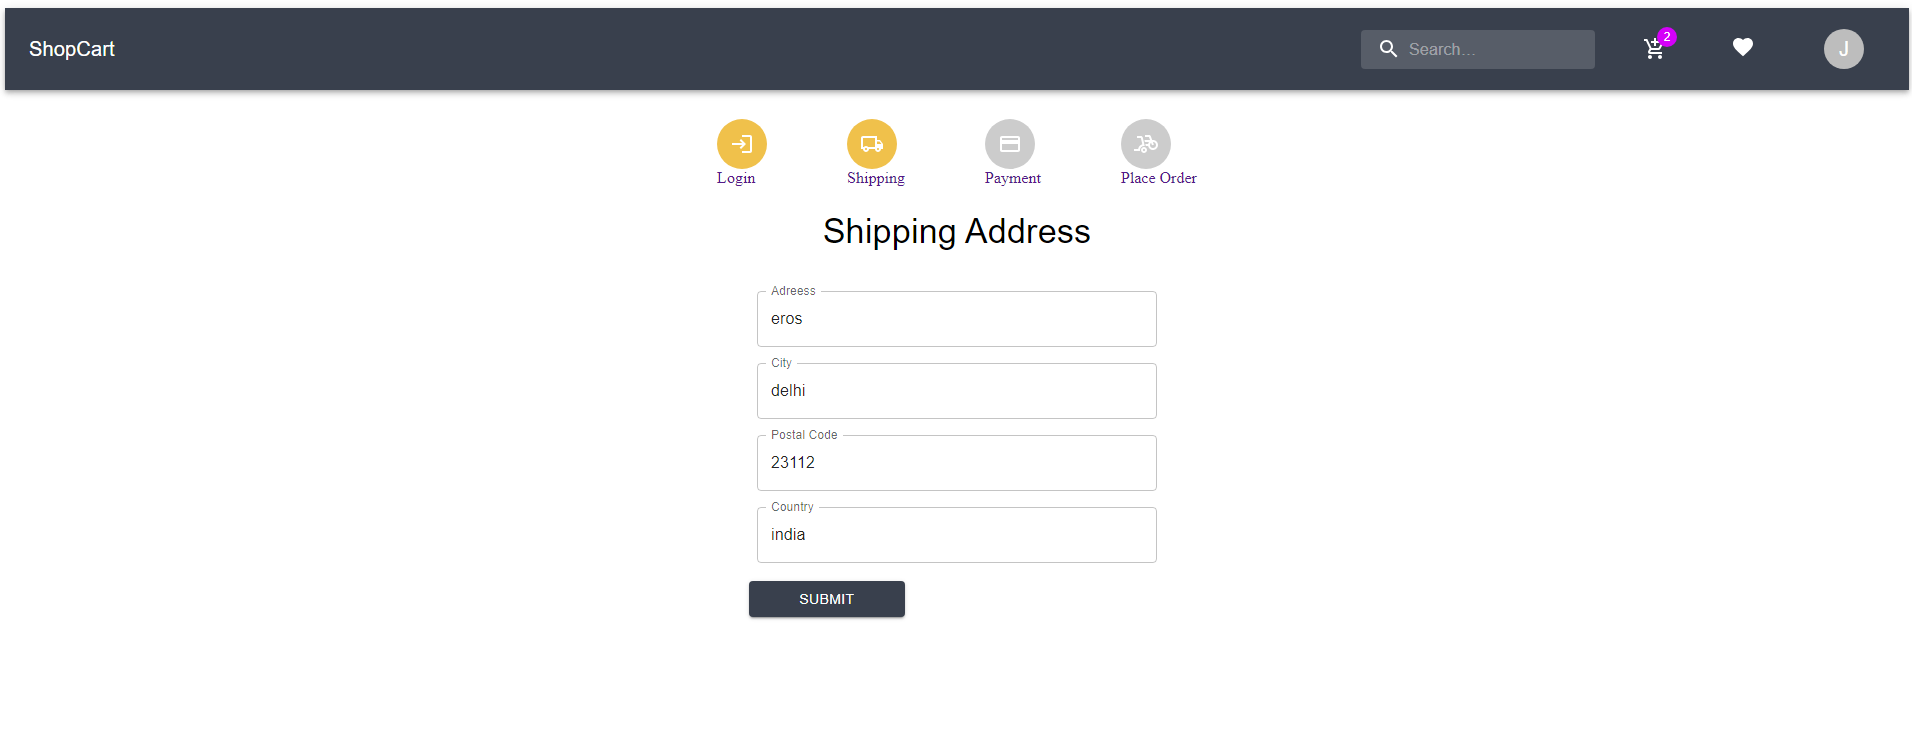 ShopCart
Search...
2
J
Login
Shipping
Payment
Place Order
Shipping Address
Adreess
eros
City
delhi
Postal Code
23112
Country
india
SUBMIT